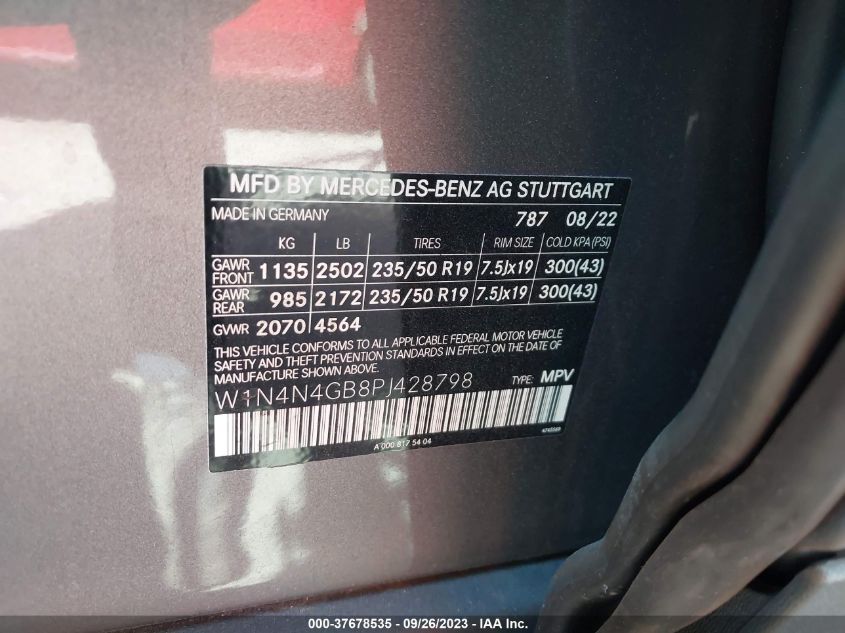 MFD BY MERCEDES-BENZ AG STUTTGART
MADE IN GERMANY 787 08/22
KG LB TIRES RIM SIZE COLD KPA (PSI)
GAWR FRONT 1135 2502 235/50 R19 7.5Jx19 300(43)
GAWR REAR 985 2172 235/50 R19 7.5Jx19 300(43)
GVWR 2070 4564
THIS VEHICLE CONFORMS TO ALL APPLICABLE FEDERAL MOTOR VEHICLE
SAFETY AND THEFT PREVENTION STANDARDS IN EFFECT ON THE DATE OF
MANUFACTURE SHOWN ABOVE.
W1N4N4GB8PJ428798 TYPE: MPV
A 000 817 54 04
000-37678535 - 09/26/2023 - IAA Inc.